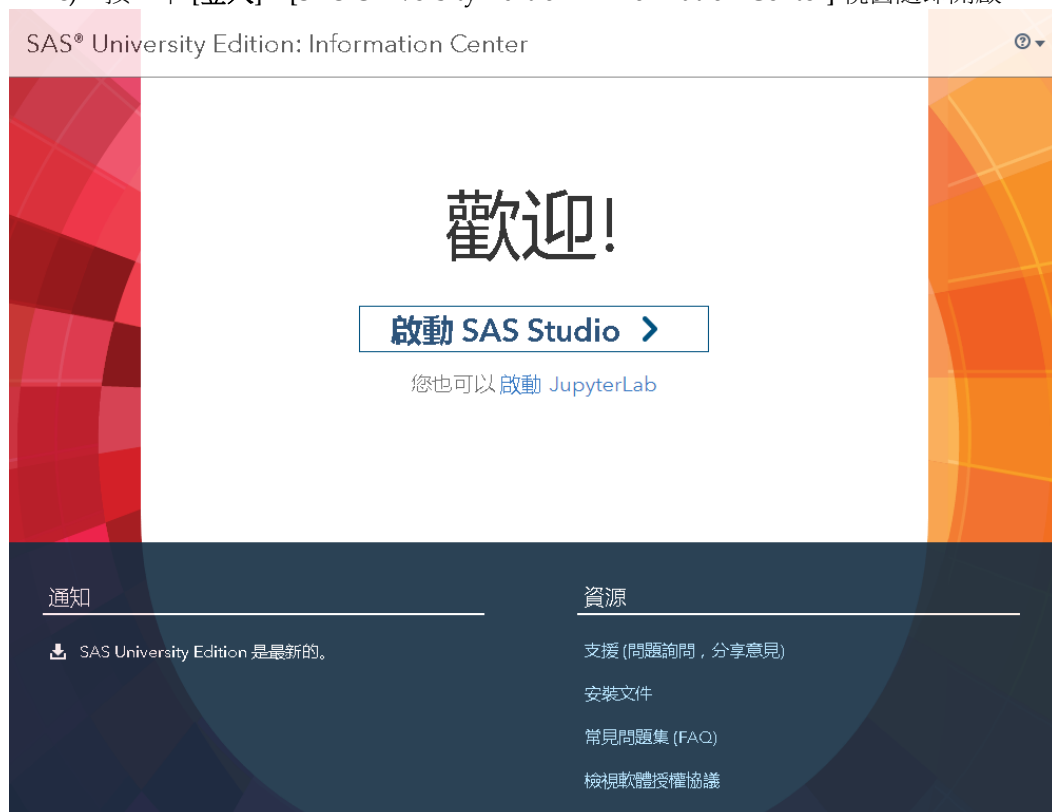 SAS® University Edition: Information Center
歡迎!
啟動 SAS Studio
您也可以 啟動 JupyterLab
通知
SAS University Edition 是最新的。
資源
支援 (問題詢問，分享意見)
安裝文件
常見問題集 (FAQ)
檢視軟體授權協議